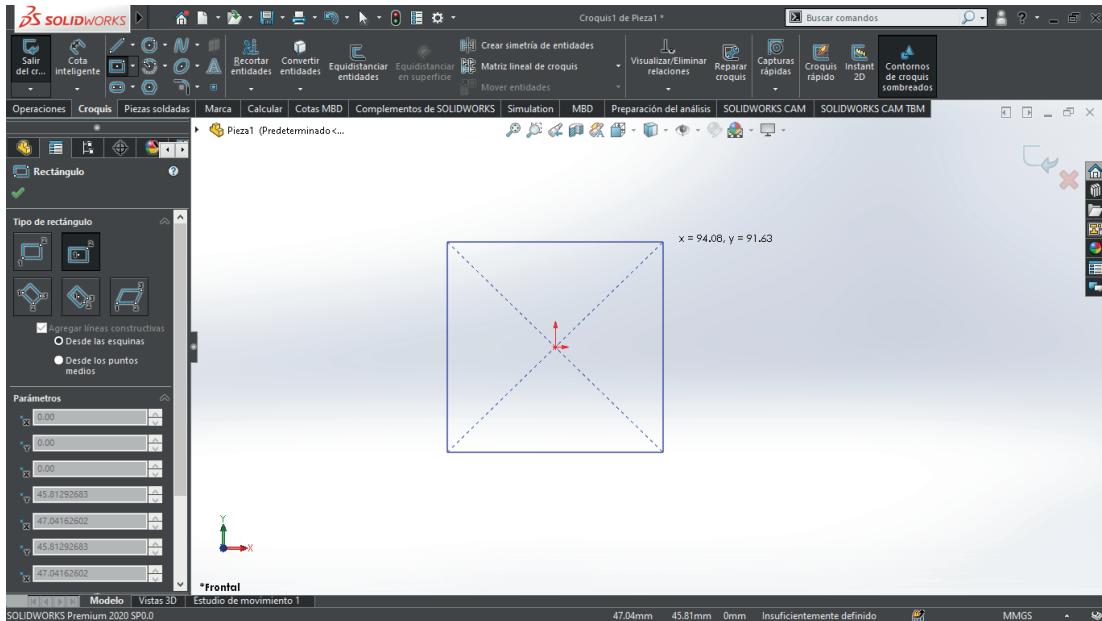 SOLIDWORKS
Croquis1 de Pieza1 *
Buscar comandos
?
Salir del cr...
Cota inteligente
Recortar entidades
Convertir entidades
Equidistanciar entidades
Equidistanciar en superficie
Crear simetría de entidades
Matriz lineal de croquis
Mover entidades
Visualizar/Eliminar relaciones
Reparar croquis
Capturas rápidas
Croquis rápido
Instant 2D
Contornos de croquis sombreados
Operaciones Croquis Piezas soldadas Marca Calcular Cotas MBD Complementos de SOLIDWORKS Simulation MBD Preparación del análisis SOLIDWORKS CAM SOLIDWORKS CAM TBM
Pieza1 (Predeterminado<...
Rectángulo
?
Tipo de rectángulo
Agregar líneas constructivas
Desde las esquinas
Desde los puntos medios
Parámetros
0.00
0.00
0.00
45.81292683
47.04162602
45.81292683
47.04162602
x = 94.08, y = 91.63
Y
X
*Frontal
Modelo Vistas 3D Estudio de movimiento 1
SOLIDWORKS Premium 2020 SP0.0
47.04mm 45.81mm 0mm Insuficientemente definido MMGS